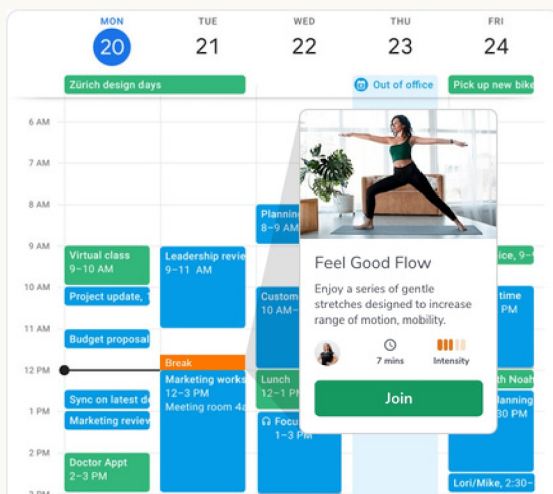 MON
TUE
WED
THU
FRI
20
21
22
23
24
Zürich design days
Out of office
Pick up new bike
6 AM
7 AM
8 AM
9 AM
10 AM
11 AM
12 PM
1 PM
2 PM
Virtual class
9–10 AM
Project update,
Budget proposal
Sync on latest
Marketing review
Doctor Appt
2–3 PM
Leadership
9–11 AM
Break
Marketing
12–3 PM
Meeting room
8–9 AM
10 AM–
Lunch
12–1
1–3 PM
Feel Good Flow
Enjoy a series of gentle
stretches designed to increase
range of motion, mobility.
7 mins
Intensity
Join
time
PM
Noah
30 PM
Lori/Mike, 2:30–